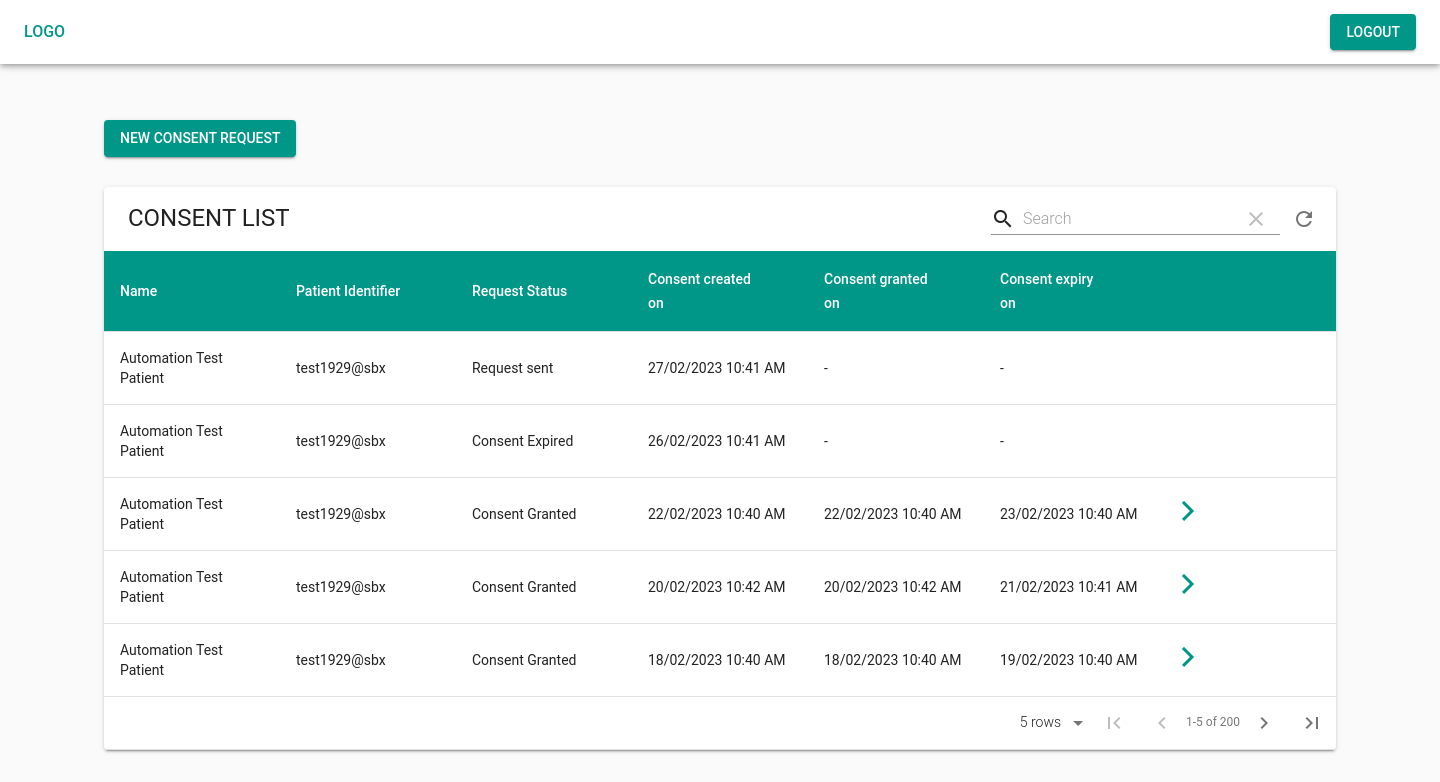 LOGO
LOGOUT
NEW CONSENT REQUEST
CONSENT LIST
Search
Name Patient Identifier Request Status Consent created on Consent granted on Consent expiry on
Automation Test Patient test1929@sbx Request sent 27/02/2023 10:41 AM - -
Automation Test Patient test1929@sbx Consent Expired 26/02/2023 10:41 AM - -
Automation Test Patient test1929@sbx Consent Granted 22/02/2023 10:40 AM 22/02/2023 10:40 AM 23/02/2023 10:40 AM
Automation Test Patient test1929@sbx Consent Granted 20/02/2023 10:42 AM 20/02/2023 10:42 AM 21/02/2023 10:41 AM
Automation Test Patient test1929@sbx Consent Granted 18/02/2023 10:40 AM 18/02/2023 10:40 AM 19/02/2023 10:40 AM
5 rows 1-5 of 200